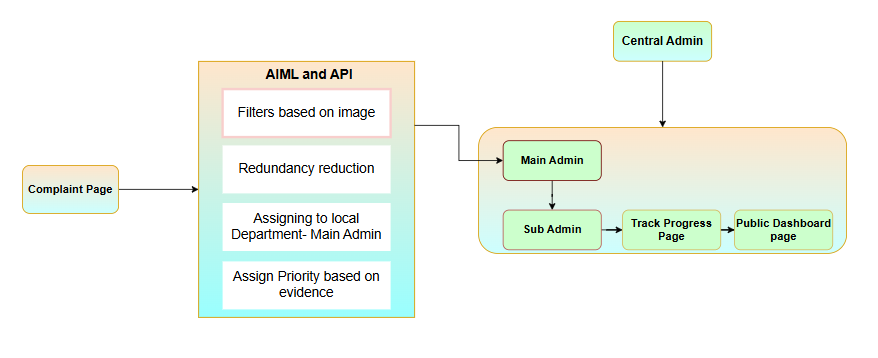 Central Admin
AIML and API
Filters based on image
Redundancy reduction
Assigning to local
Department- Main Admin
Assign Priority based on
evidence
Complaint Page
Main Admin
Sub Admin
Track Progress
Page
Public Dashboard
page